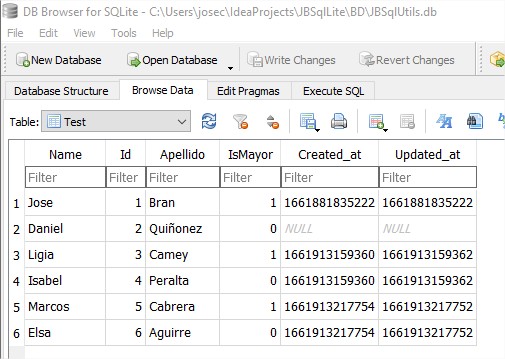 DB Browser for SQLite - C:\Users\josec\IdeaProjects\JBSqlLite\BD\JBSqlUtils.db
File Edit View Tools Help
New Database Open Database Write Changes Revert Changes
Database Structure Browse Data Edit Pragmas Execute SQL
Table: Test
Name Id Apellido IsMayor Created_at Updated_at
Filter Filter Filter Filter Filter Filter
1 Jose 1 Bran 1 1661881835222 1661881835222
2 Daniel 2 Quiñonez 0 NULL NULL
3 Ligia 3 Camey 1 1661913159360 1661913159362
4 Isabel 4 Peralta 0 1661913159360 1661913159362
5 Marcos 5 Cabrera 1 1661913217754 1661913217752
6 Elsa 6 Aguirre 0 1661913217754 1661913217752